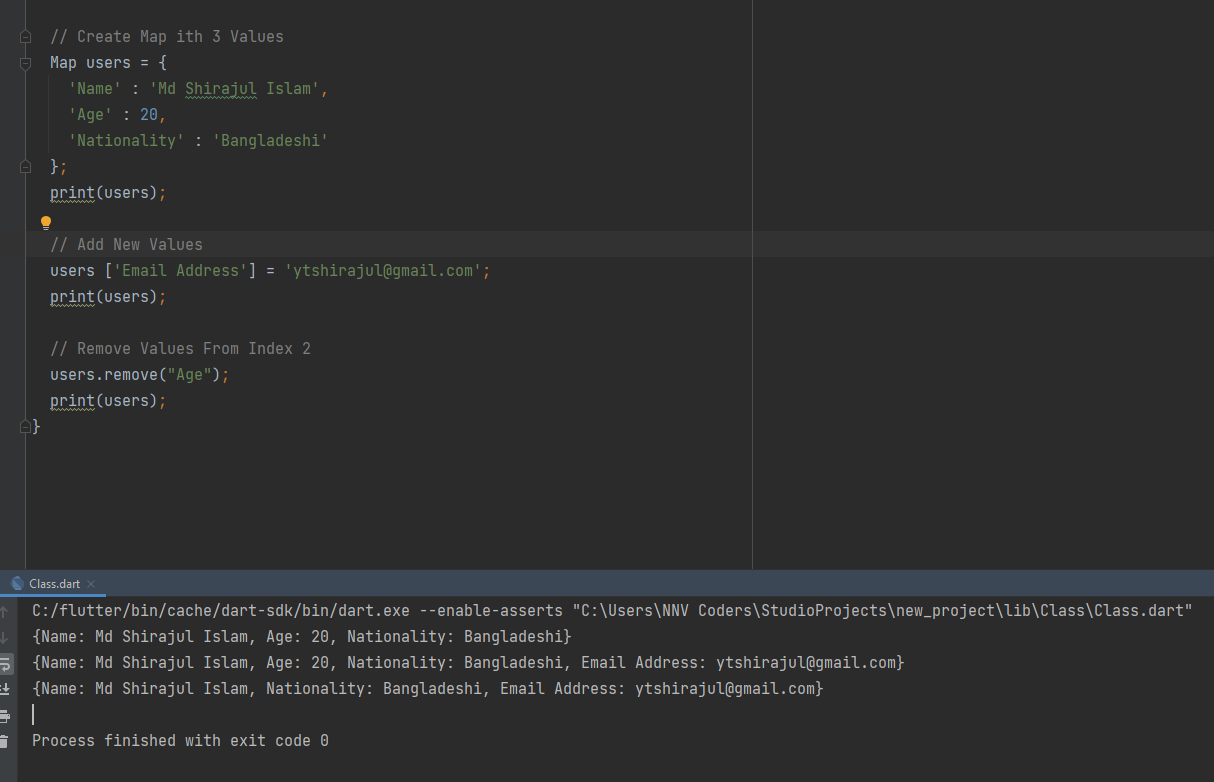 // Create Map ith 3 Values
Map users = {
'Name' : 'Md Shirajul Islam',
'Age' : 20,
'Nationality' : 'Bangladeshi'
};
print(users);
// Add New Values
users ['Email Address'] = 'ytshirajul@gmail.com';
print(users);
// Remove Values From Index 2
users.remove("Age");
print(users);
}
Class.dart
C:/flutter/bin/cache/dart-sdk/bin/dart.exe --enable-asserts "C:\Users\NNV Coders\StudioProjects\new_project\lib\Class\Class.dart"
{Name: Md Shirajul Islam, Age: 20, Nationality: Bangladeshi}
{Name: Md Shirajul Islam, Age: 20, Nationality: Bangladeshi, Email Address: ytshirajul@gmail.com}
{Name: Md Shirajul Islam, Nationality: Bangladeshi, Email Address: ytshirajul@gmail.com}
Process finished with exit code 0